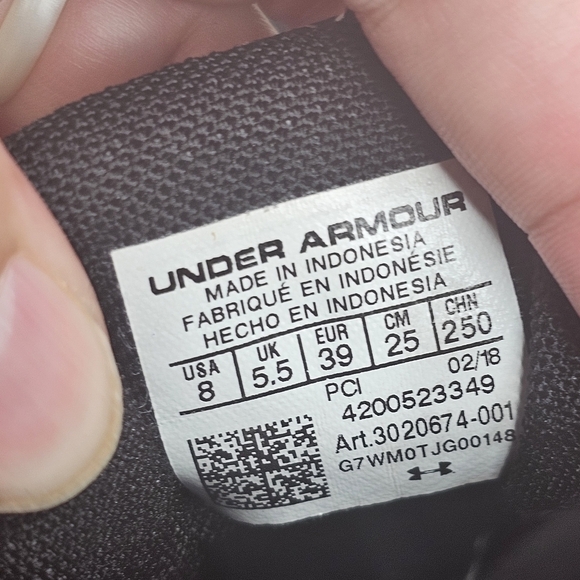 UNDER ARMOUR
MADE IN INDONESIA
FABRIQUÉ EN INDONÉSIE
HECHO EN INDONESIA
USA UK EUR CM CHN
8 5.5 39 25 250
PCI 02/18
4200523349
Art.3020674-001
G7WM0TJG00148